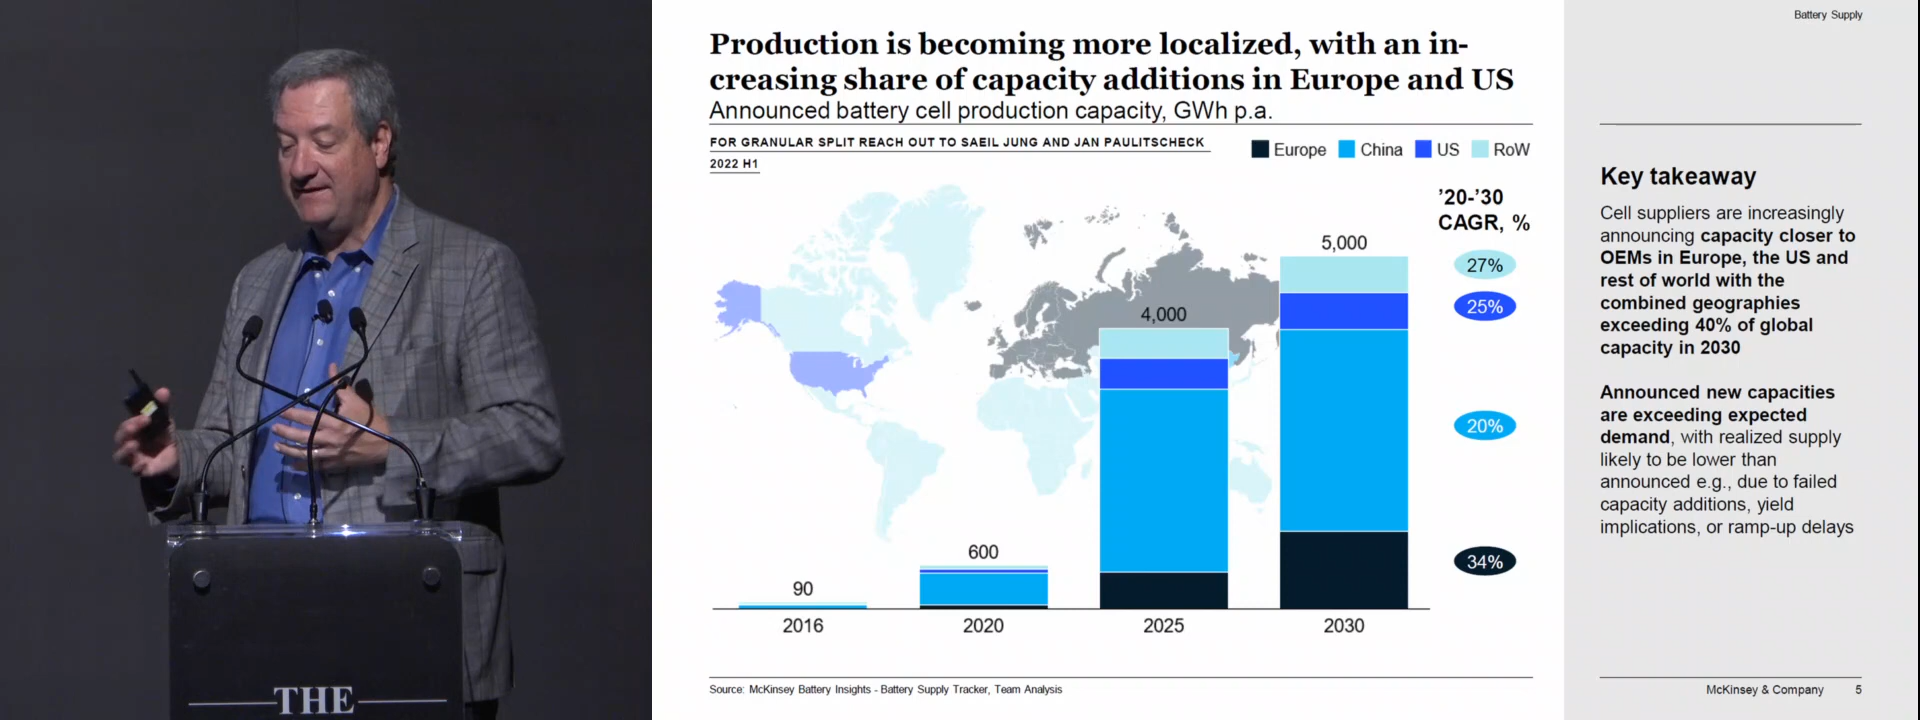 Battery Supply
Production is becoming more localized, with an in-
creasing share of capacity additions in Europe and US
Announced battery cell production capacity, GWh p.a.
FOR GRANULAR SPLIT REACH OUT TO SAEIL JUNG AND JAN PAULITSCHECK
2022 H1
Europe China US RoW
’20-’30
CAGR, %
27%
25%
20%
34%
90
600
4,000
5,000
2016 2020 2025 2030
Source: McKinsey Battery Insights - Battery Supply Tracker, Team Analysis
Key takeaway
Cell suppliers are increasingly
announcing capacity closer to
OEMs in Europe, the US and
rest of world with the
combined geographies
exceeding 40% of global
capacity in 2030
Announced new capacities
are exceeding expected
demand, with realized supply
likely to be lower than
announced e.g., due to failed
capacity additions, yield
implications, or ramp-up delays
McKinsey & Company 5
THE